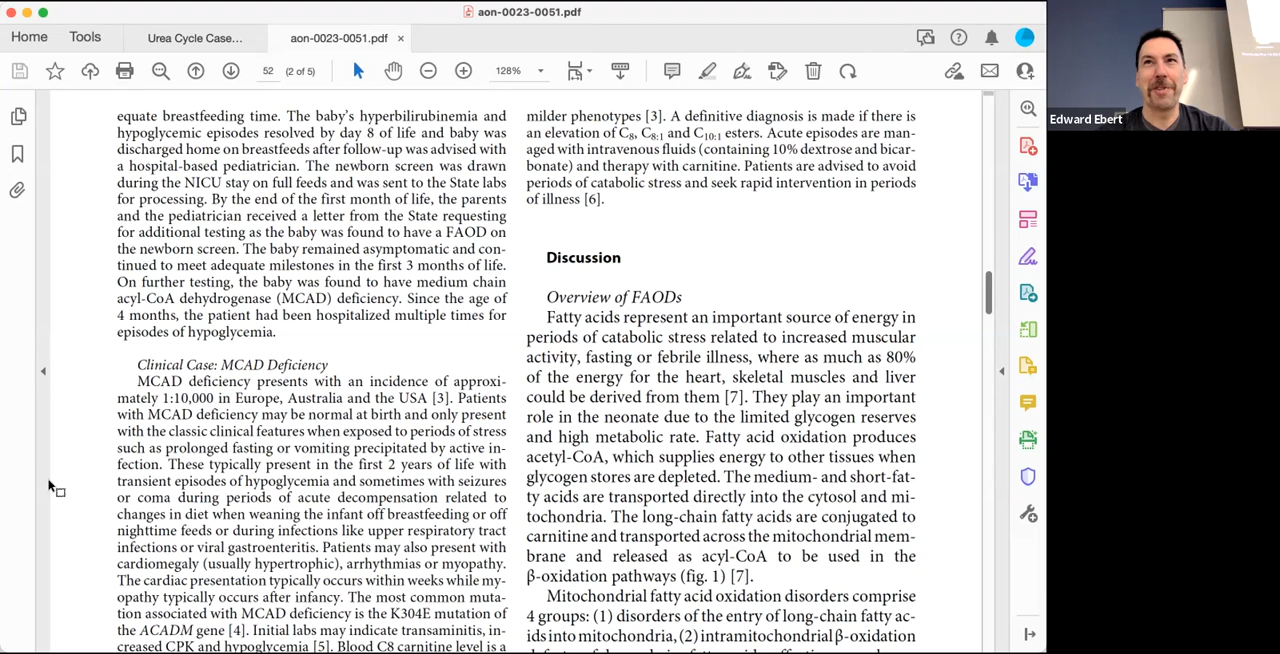 aon-0023-0051.pdf
Home
Tools
Urea Cycle Case...
aon-0023-0051.pdf ×
52
(2 of 5)
128%
equate breastfeeding time. The baby's hyperbilirubinemia and
hypoglycemic episodes resolved by day 8 of life and baby was
discharged home on breastfeeds after follow-up was advised with
a hospital-based pediatrician. The newborn screen was drawn
during the NICU stay on full feeds and was sent to the State labs
for processing. By the end of the first month of life, the parents
and the pediatrician received a letter from the State requesting
for additional testing as the baby was found to have a FAOD on
the newborn screen. The baby remained asymptomatic and con-
tinued to meet adequate milestones in the first 3 months of life.
On further testing, the baby was found to have medium chain
acyl-CoA dehydrogenase (MCAD) deficiency. Since the age of
4 months, the patient had been hospitalized multiple times for
episodes of hypoglycemia.
Clinical Case: MCAD Deficiency
MCAD deficiency presents with an incidence of approxi-
mately 1:10,000 in Europe, Australia and the USA [3]. Patients
with MCAD deficiency may be normal at birth and only present
with the classic clinical features when exposed to periods of stress
such as prolonged fasting or vomiting precipitated by active in-
fection. These typically present in the first 2 years of life with
transient episodes of hypoglycemia and sometimes with seizures
or coma during periods of acute decompensation related to
changes in diet when weaning the infant off breastfeeding or off
nighttime feeds or during infections like upper respiratory tract
infections or viral gastroenteritis. Patients may also present with
cardiomegaly (usually hypertrophic), arrhythmias or myopathy.
The cardiac presentation typically occurs within weeks while my-
opathy typically occurs after infancy. The most common muta-
tion associated with MCAD deficiency is the K304E mutation of
the ACADM gene [4]. Initial labs may indicate transaminitis, in-
creased CPK and hypoglycemia [5]. Blood C8 carnitine level is a
milder phenotypes [3]. A definitive diagnosis is made if there is
an elevation of C8, C8:1 and C10:1 esters. Acute episodes are man-
aged with intravenous fluids (containing 10% dextrose and bicar-
bonate) and therapy with carnitine. Patients are advised to avoid
periods of catabolic stress and seek rapid intervention in periods
of illness [6].
Discussion
Overview of FAODs
Fatty acids represent an important source of energy in
periods of catabolic stress related to increased muscular
activity, fasting or febrile illness, where as much as 80%
of the energy for the heart, skeletal muscles and liver
could be derived from them [7]. They play an important
role in the neonate due to the limited glycogen reserves
and high metabolic rate. Fatty acid oxidation produces
acetyl-CoA, which supplies energy to other tissues when
glycogen stores are depleted. The medium- and short-fat-
ty acids are transported directly into the cytosol and mi-
tochondria. The long-chain fatty acids are conjugated to
carnitine and transported across the mitochondrial mem-
brane and released as acyl-CoA to be used in the
β-oxidation pathways (fig. 1) [7].
Mitochondrial fatty acid oxidation disorders comprise
4 groups: (1) disorders of the entry of long-chain fatty ac-
ids into mitochondria, (2) intramitochondrial β-oxidation
Edward Ebert